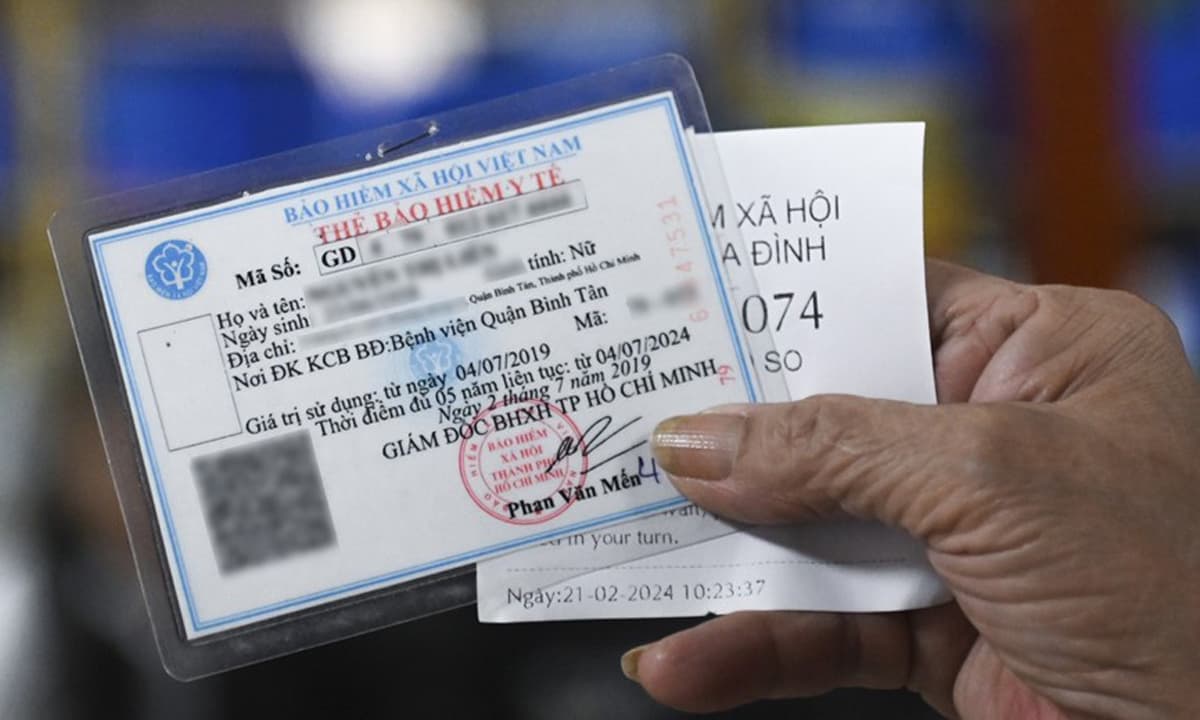 BẢO HIỂM XÃ HỘI VIỆT NAM
THẺ BẢO HIỂM Y TẾ
Mã Số: GD
Họ và tên:
Ngày sinh tính: Nữ
Địa chỉ: Quận Bình Tân, Thành phố Hồ Chí Minh
Nơi ĐK KCB BĐ:Bệnh viện Quận Bình Tân
Mã:
Giá trị sử dụng: từ ngày 04/07/2019
Thời điểm đủ 05 năm liên tục: từ 04/07/2024
Ngày 2 tháng 7 năm 2019
GIÁM ĐỐC BHXH TP HỒ CHÍ MINH
BẢO HIỂM
XÃ HỘI
THÀNH PHỐ
HỒ CHÍ MINH
Phan Văn Mến
47531
79
M XÃ HỘI
A ĐÌNH
074
SO
in your turn.
Ngày:21-02-2024 10:23:37